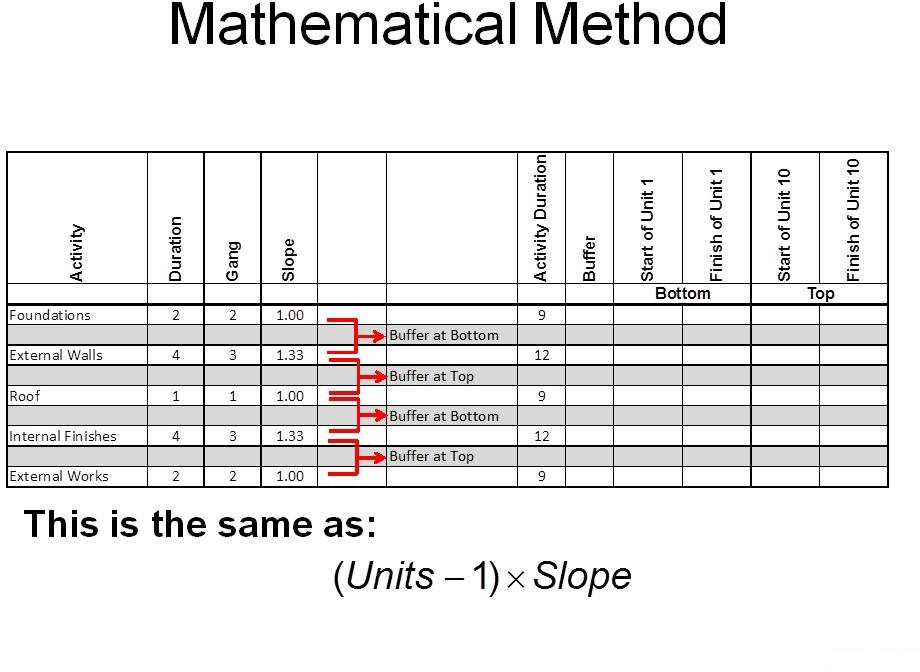 Mathematical Method
Activity Duration Gang Slope Activity Duration Buffer Start of Unit 1 Finish of Unit 1 Start of Unit 10 Finish of Unit 10
Bottom Top
Foundations 2 2 1.00 9
Buffer at Bottom
External Walls 4 3 1.33 12
Buffer at Top
Roof 1 1 1.00 9
Buffer at Bottom
Internal Finishes 4 3 1.33 12
Buffer at Top
External Works 2 2 1.00 9
This is the same as:
(Units – 1) × Slope